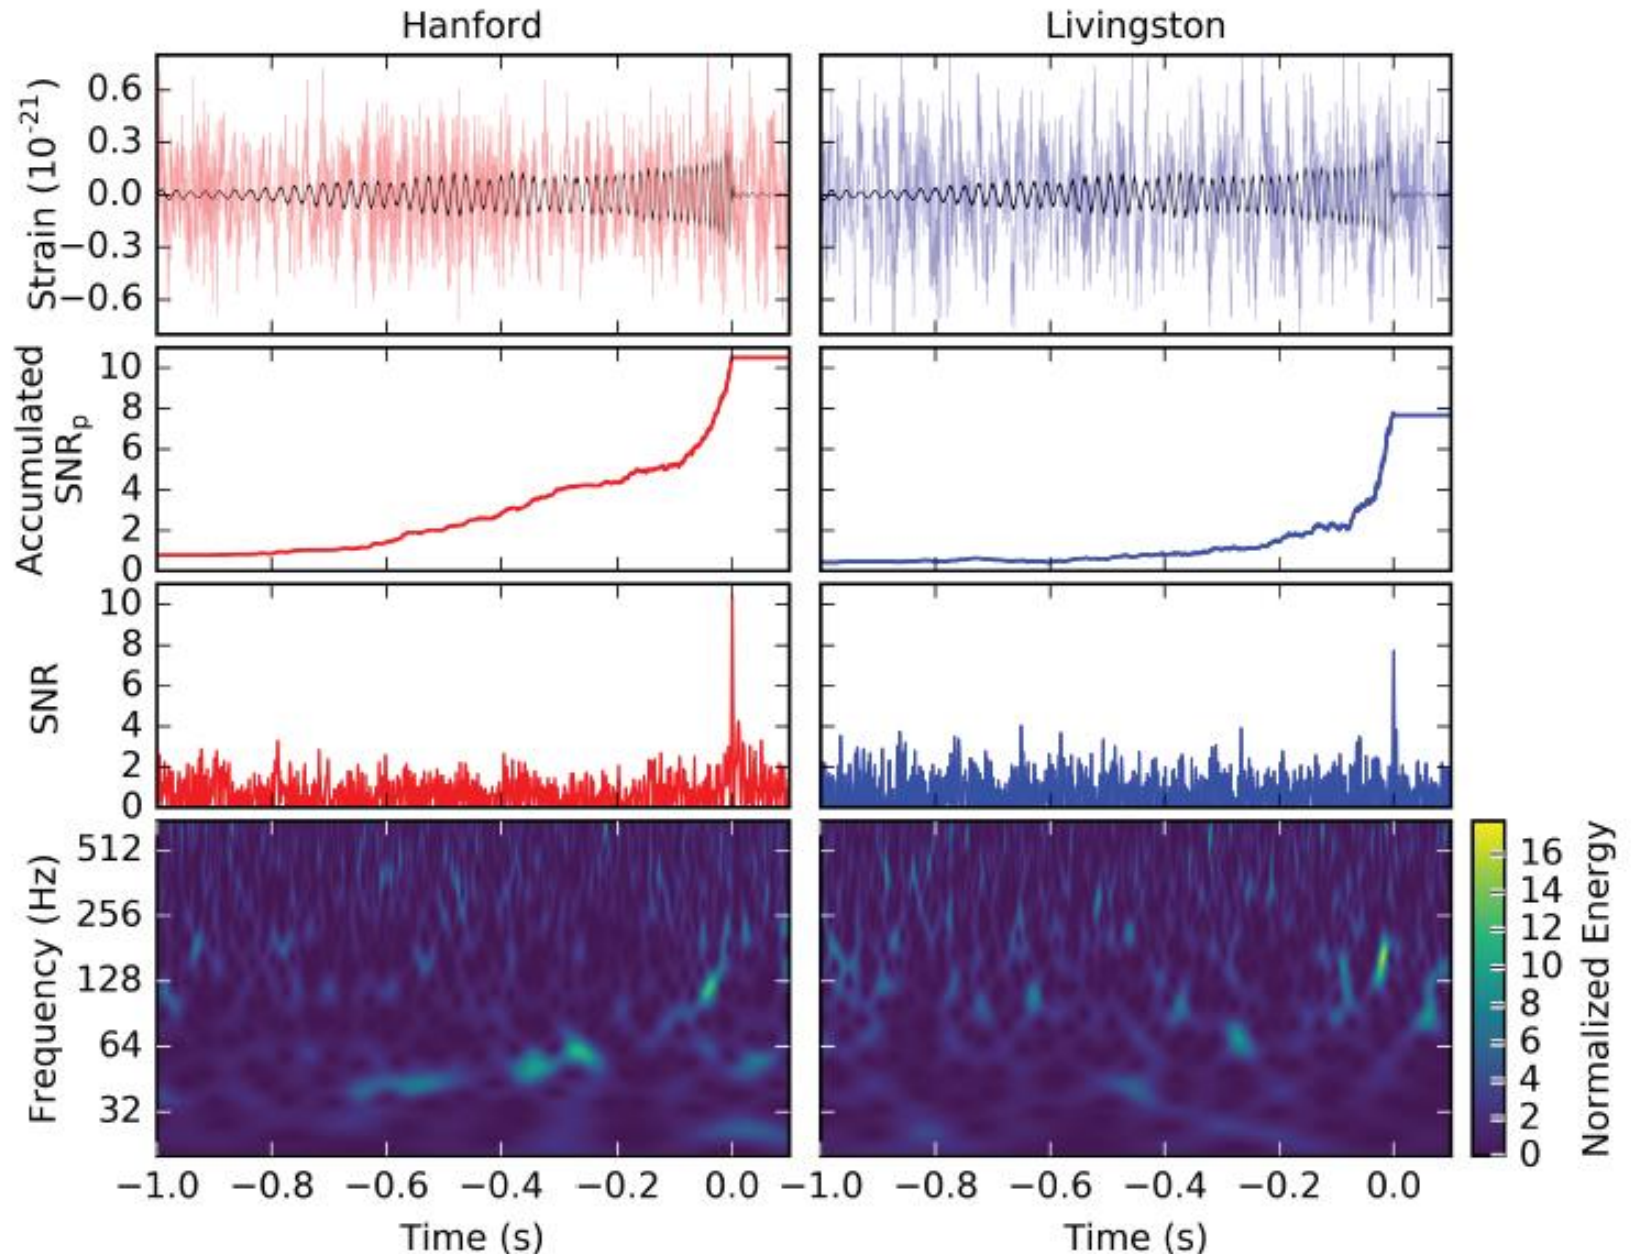 Hanford
Livingston
Strain (10⁻²¹)
0.6
0.3
0.0
−0.3
−0.6
Accumulated
SNRₚ
10
8
6
4
2
0
SNR
10
8
6
4
2
0
Frequency (Hz)
512
256
128
64
32
−1.0 −0.8 −0.6 −0.4 −0.2 0.0
−1.0 −0.8 −0.6 −0.4 −0.2 0.0
Time (s)
Time (s)
16
14
12
10
8
6
4
2
0
Normalized Energy